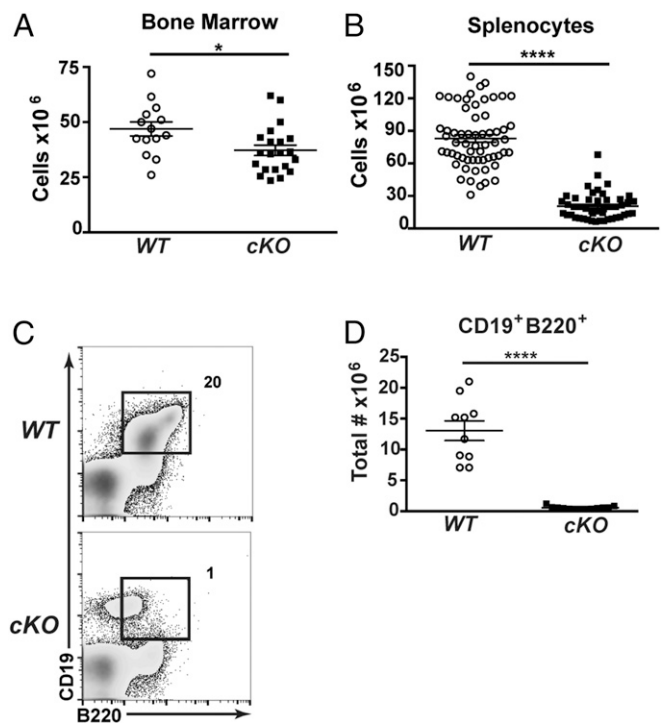 A
Bone Marrow
*
Cells x10⁶
75
50
25
0
WT
cKO
B
Splenocytes
****
Cells x10⁶
150
120
90
60
30
0
WT
cKO
C
20
WT
1
cKO
CD19
B220
D
CD19⁺B220⁺
****
Total # x10⁶
25
20
15
10
5
0
WT
cKO